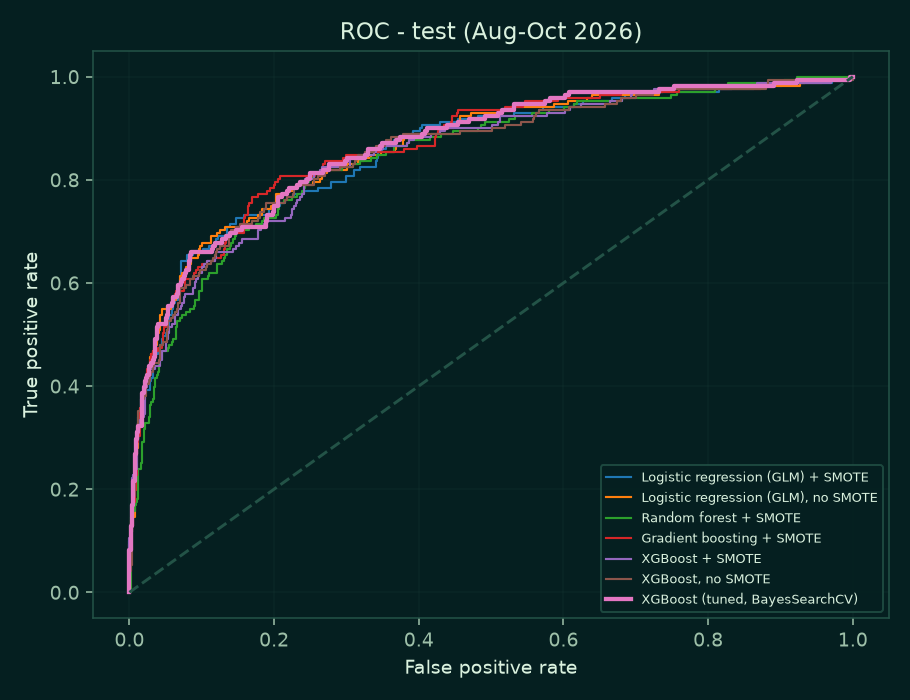 ROC - test (Aug-Oct 2026)
True positive rate
1.0
0.8
0.6
0.4
0.2
0.0
0.0 0.2 0.4 0.6 0.8 1.0
False positive rate
Logistic regression (GLM) + SMOTE
Logistic regression (GLM), no SMOTE
Random forest + SMOTE
Gradient boosting + SMOTE
XGBoost + SMOTE
XGBoost, no SMOTE
XGBoost (tuned, BayesSearchCV)